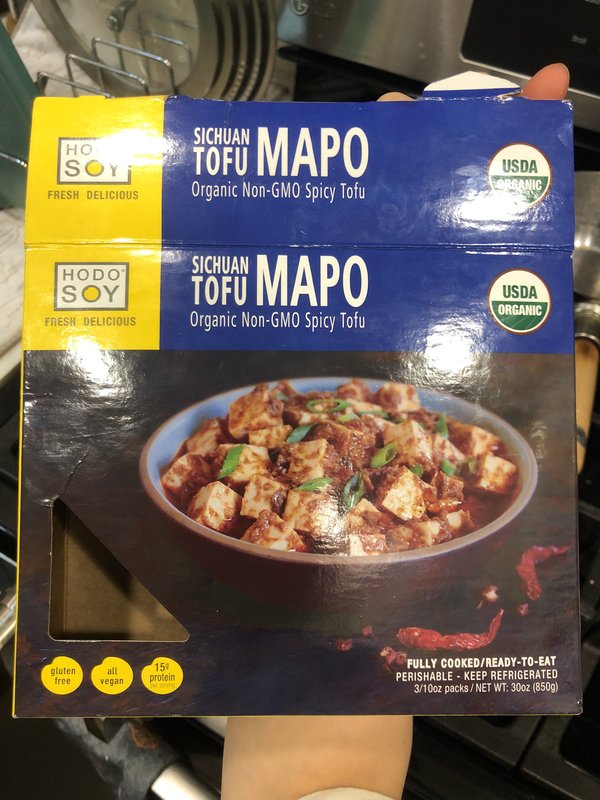 HODO
SOY
FRESH DELICIOUS
SICHUAN
TOFU MAPO
Organic Non-GMO Spicy Tofu
USDA
ORGANIC
HODO®
SOY
FRESH DELICIOUS
SICHUAN
TOFU MAPO
Organic Non-GMO Spicy Tofu
USDA
ORGANIC
gluten
free
all
vegan
15g
protein
per serving
FULLY COOKED/READY-TO-EAT
PERISHABLE - KEEP REFRIGERATED
3/10oz packs / NET WT: 30oz (850g)